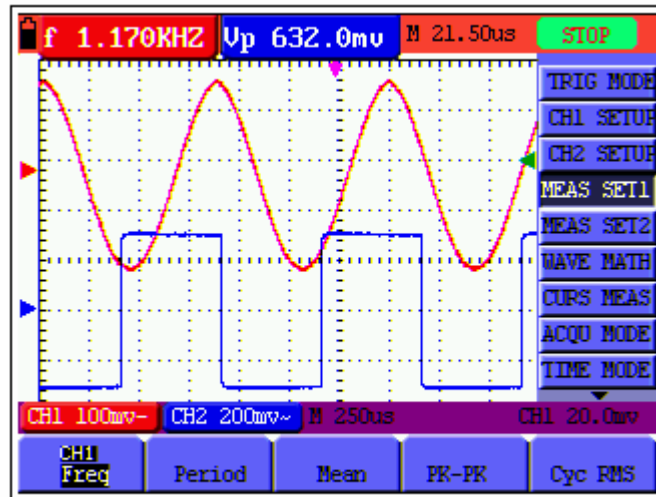 f 1.170KHZ Vp 632.0mv M 21.50us STOP
TRIG MODE
CH1 SETUP
CH2 SETUP
MEAS SET1
MEAS SET2
WAVE MATH
CURS MEAS
ACQU MODE
TIME MODE
CH1 100mv- CH2 200mv~ M 250us CH1 20.0mv
CH1
Freq Period Mean PK-PK Cyc RMS